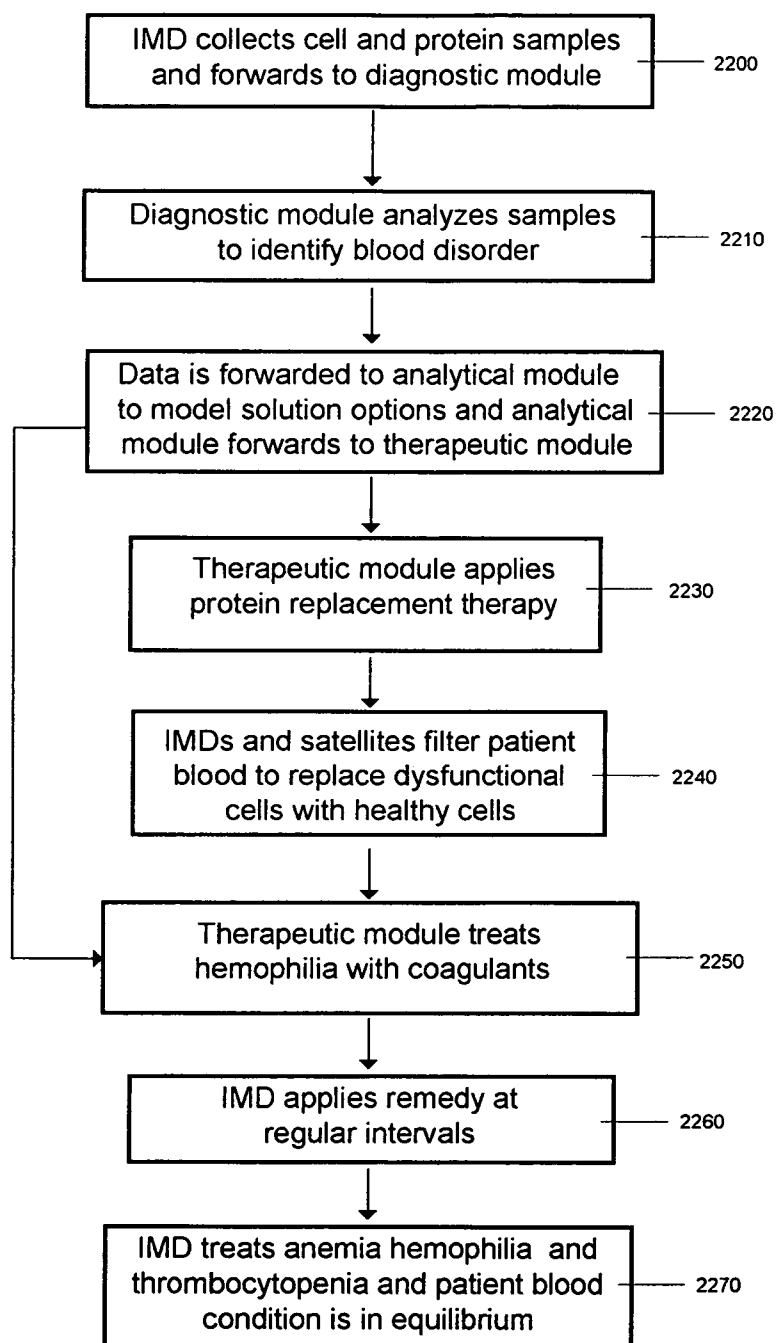 IMD collects cell and protein samples
and forwards to diagnostic module
2200
Diagnostic module analyzes samples
to identify blood disorder
2210
Data is forwarded to analytical module
to model solution options and analytical
module forwards to therapeutic module
2220
Therapeutic module applies
protein replacement therapy
2230
IMDs and satellites filter patient
blood to replace dysfunctional
cells with healthy cells
2240
Therapeutic module treats
hemophilia with coagulants
2250
IMD applies remedy at
regular intervals
2260
IMD treats anemia hemophilia and
thrombocytopenia and patient blood
condition is in equilibrium
2270